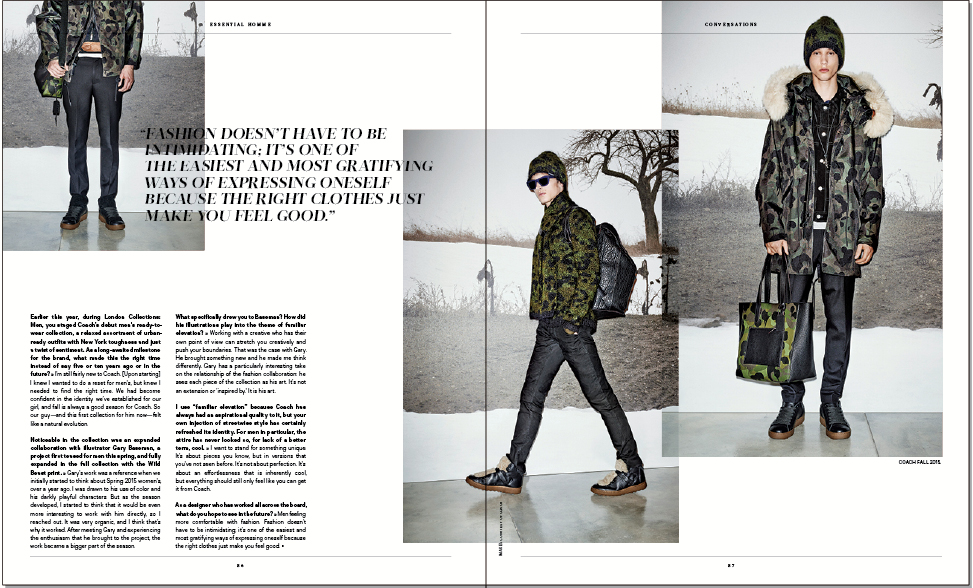 ESSENTIAL HOMME
CONVERSATIONS
“FASHION DOESN’T HAVE TO BE
INTIMIDATING; IT’S ONE OF
THE EASIEST AND MOST GRATIFYING
WAYS OF EXPRESSING ONESELF
BECAUSE THE RIGHT CLOTHES JUST
MAKE YOU FEEL GOOD.”
Earlier this year, during London Collections:
Men, you staged Coach’s debut men’s ready-to-
wear collection, a relaxed assortment of urban-
ready outfits with New York toughness and just
a twist of sentiment. As a long-awaited milestone
for the brand, what made this the right time
instead of say five or ten years ago or in the
future? » I’m still fairly new to Coach. [Upon starting]
I knew I wanted to do a reset for men’s, but knew I
needed to find the right time. We had become
confident in the identity we’ve established for our
girl, and fall is always a good season for Coach. So
our guy—and this first collection for him now—felt
like a natural evolution.
Noticeable in the collection was an expanded
collaboration with illustrator Gary Baseman, a
project first teased for men this spring, and fully
expanded in the fall collection with the Wild
Beast print. » Gary’s work was a reference when we
initially started to think about Spring 2015 women’s,
over a year ago. I was drawn to his use of color and
his darkly playful characters. But as the season
developed, I started to think that it would be even
more interesting to work with him directly, so I
reached out. It was very organic, and I think that’s
why it worked. After meeting Gary and experiencing
the enthusiasm that he brought to the project, the
work became a bigger part of the season.
What specifically drew you to Baseman? How did
his illustrations play into the theme of familiar
elevation? » Working with a creative who has their
own point of view can stretch you creatively and
push your boundaries. That was the case with Gary.
He brought something new and he made me think
differently. Gary has a particularly interesting take
on the relationship of the fashion collaboration he
sees each piece of the collection as his art. It’s not
an extension or ‘inspired by.’ It is his art.
I use “familiar elevation” because Coach has
always had an aspirational quality to it, but your
own injection of streetwise style has certainly
refreshed its identity. For men in particular, the
attire has never looked so, for lack of a better
term, cool. » I want to stand for something unique
It’s about pieces you know, but in versions that
you’ve not seen before. It’s not about perfection. It’s
about an effortlessness that is inherently cool,
but everything should still only feel like you can get
it from Coach.
As a designer who has worked all across the board,
what do you hope to see in the future? » Men feeling
more comfortable with fashion. Fashion doesn’t
have to be intimidating; it’s one of the easiest and
most gratifying ways of expressing oneself because
the right clothes just make you feel good. •
COACH FALL 2015.
86
87